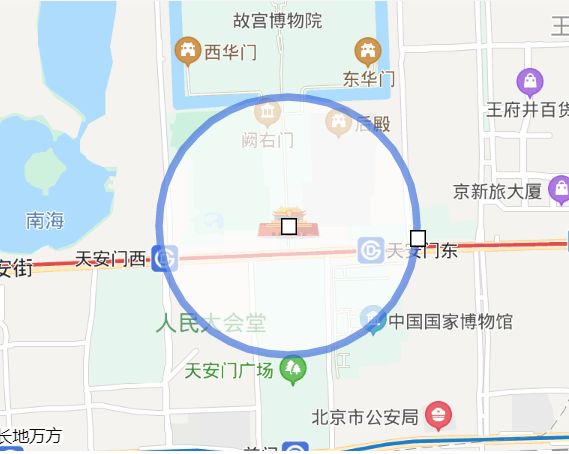 故宫博物院
王
西华门
东华门
王府井百货
后殿
阙右门
京新旅大厦
南海
天安门西
天安门东
安街
人民大会堂
中国国家博物馆
天安门广场
北京市公安局
长地万方
前门